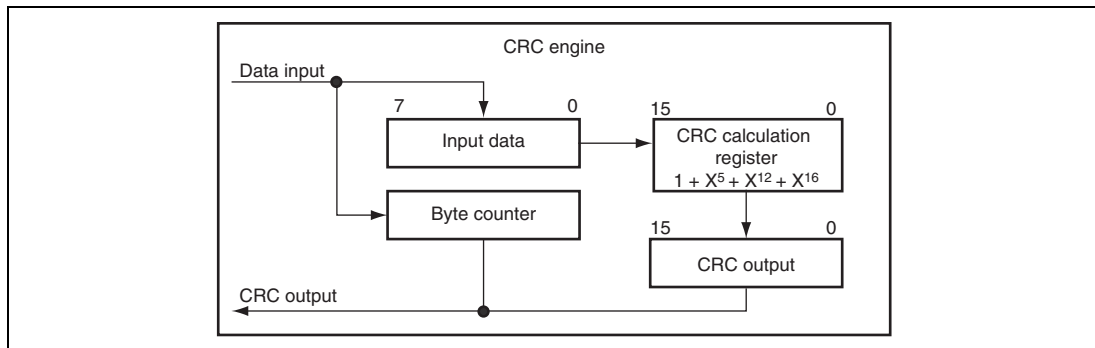 CRC engine
Data input
7 0
Input data
15 0
CRC calculation
register
1 + X⁵ + X¹² + X¹⁶
Byte counter
15 0
CRC output
CRC output